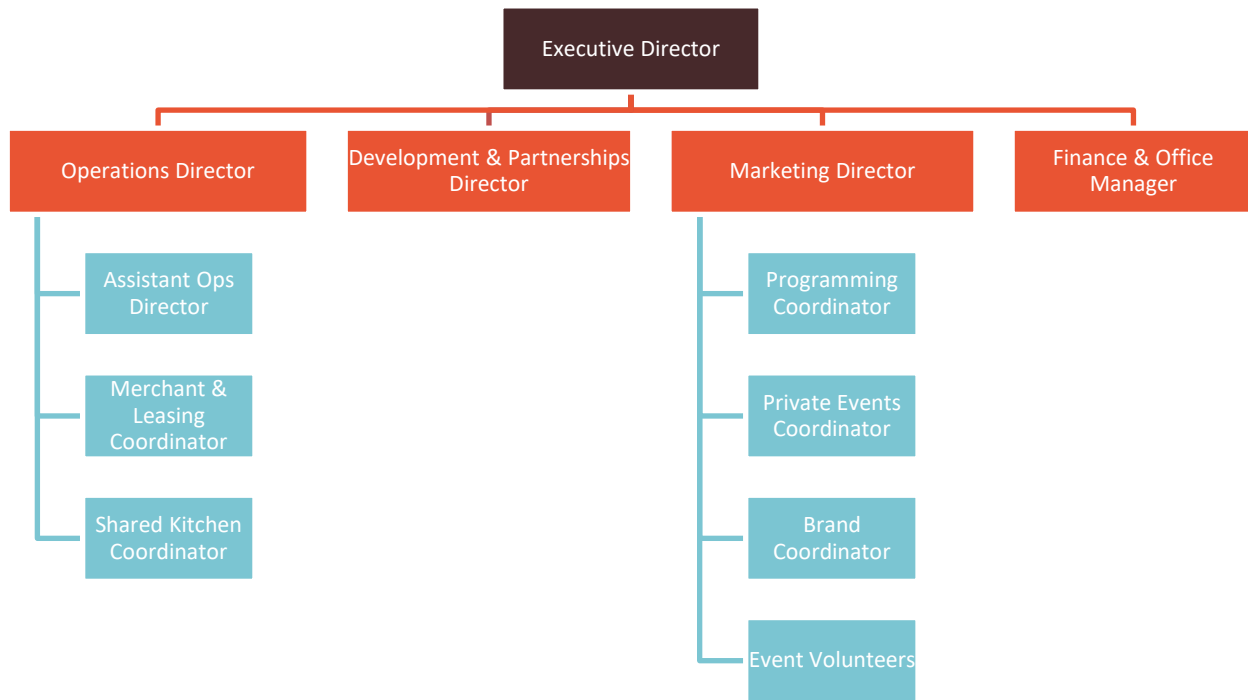 Executive Director
Operations Director
Development & Partnerships
Director
Marketing Director
Finance & Office
Manager
Assistant Ops
Director
Merchant &
Leasing
Coordinator
Shared Kitchen
Coordinator
Programming
Coordinator
Private Events
Coordinator
Brand
Coordinator
Event Volunteers